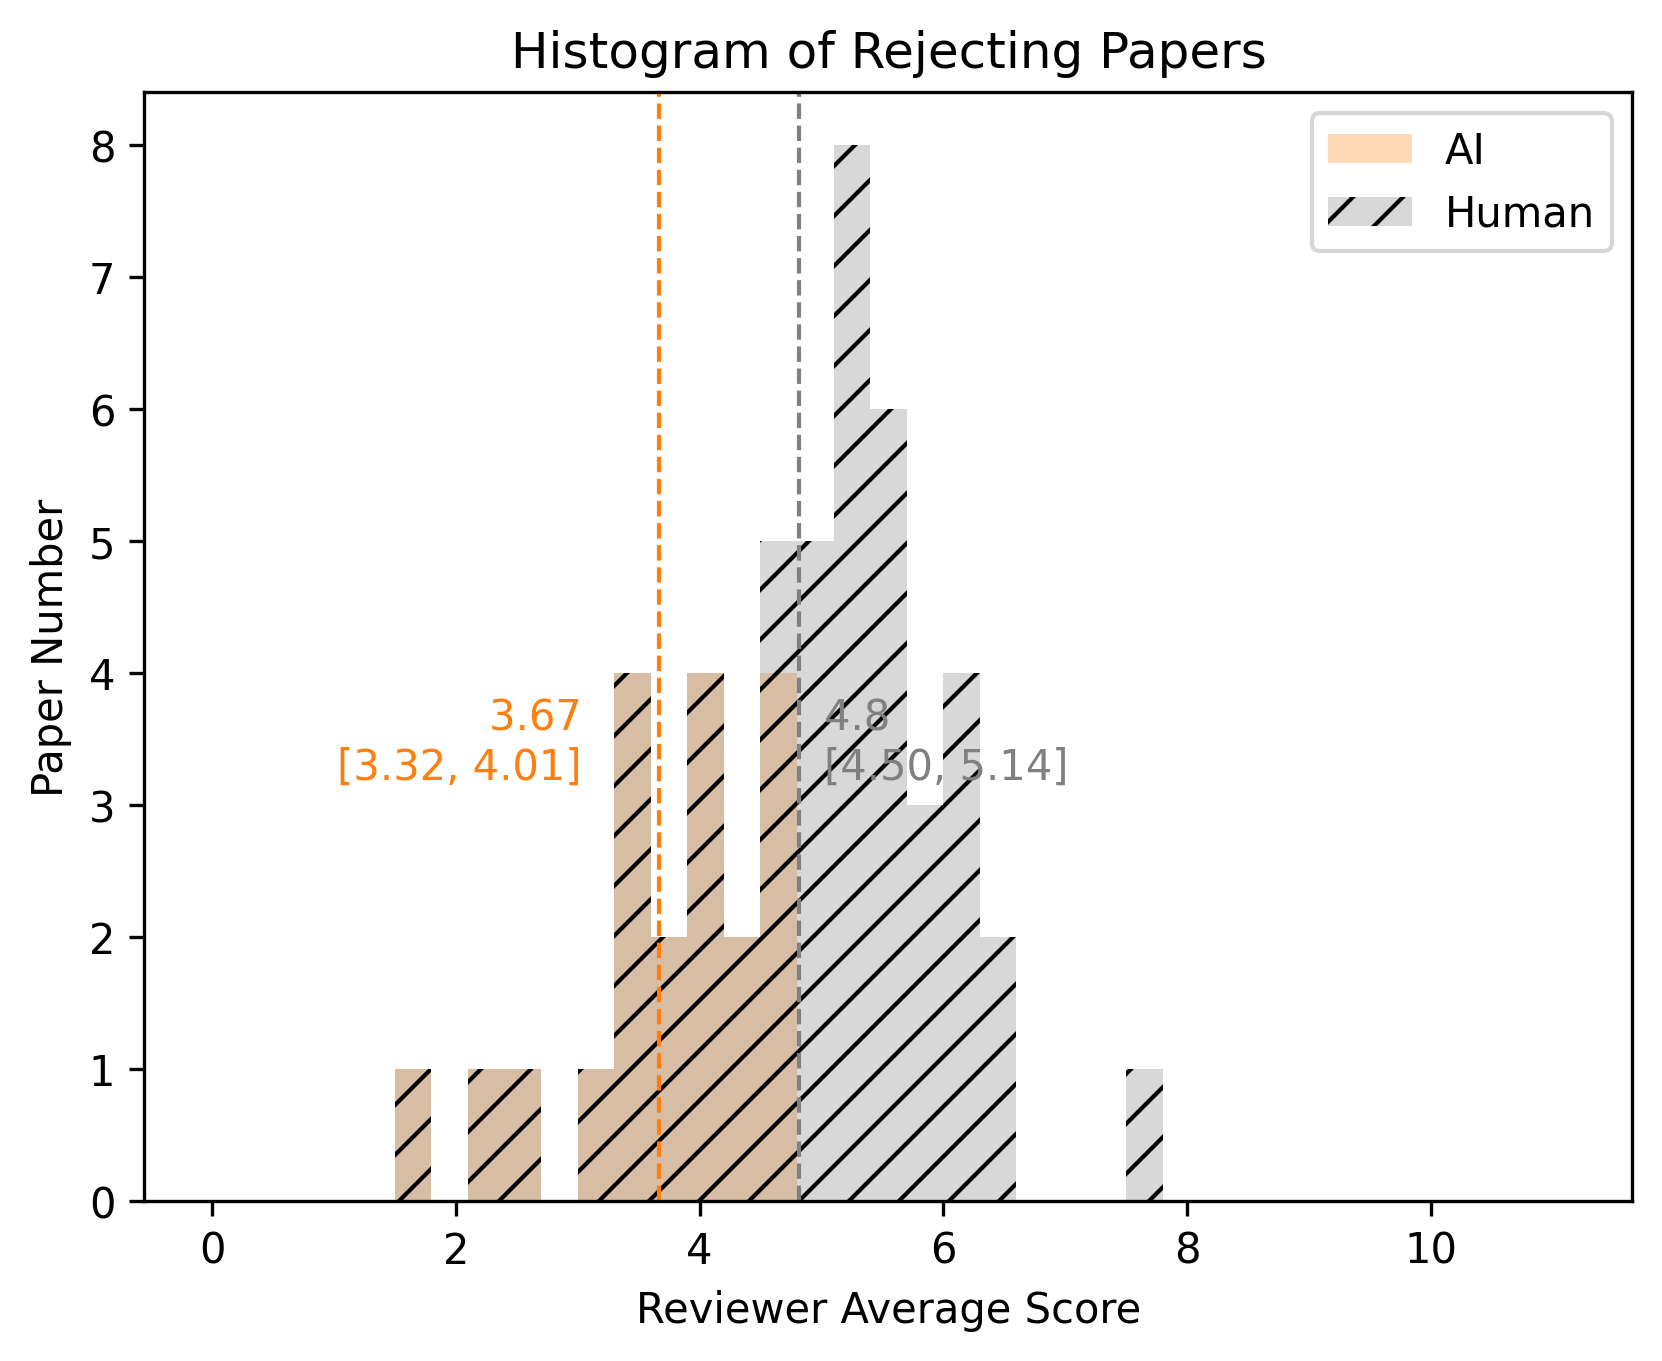 Histogram of Rejecting Papers
AI
Human
8
7
6
5
4
3
2
1
0
Paper Number
3.67
[3.32, 4.01]
4.8
[4.50, 5.14]
0 2 4 6 8 10
Reviewer Average Score